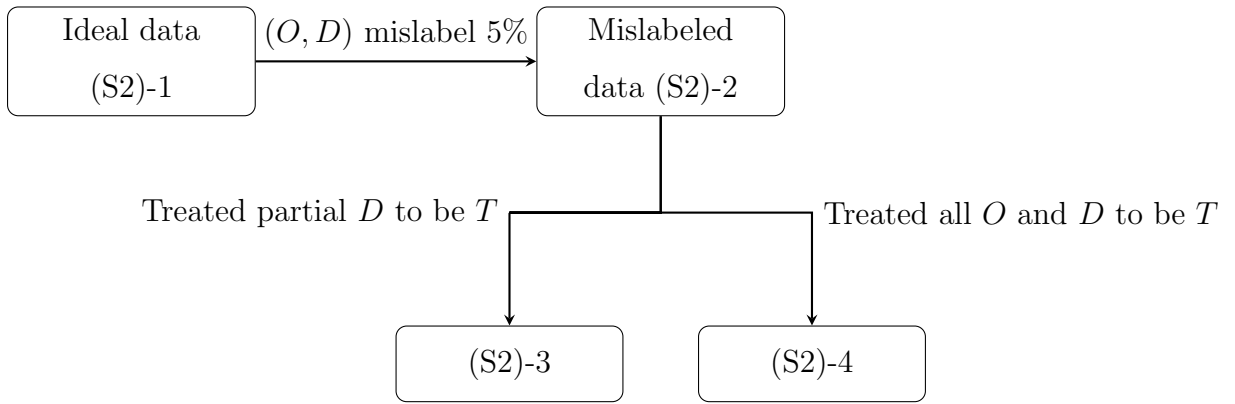 Ideal data
(S2)-1
(O, D) mislabel 5%
Mislabeled
data (S2)-2
Treated partial D to be T
Treated all O and D to be T
(S2)-3
(S2)-4